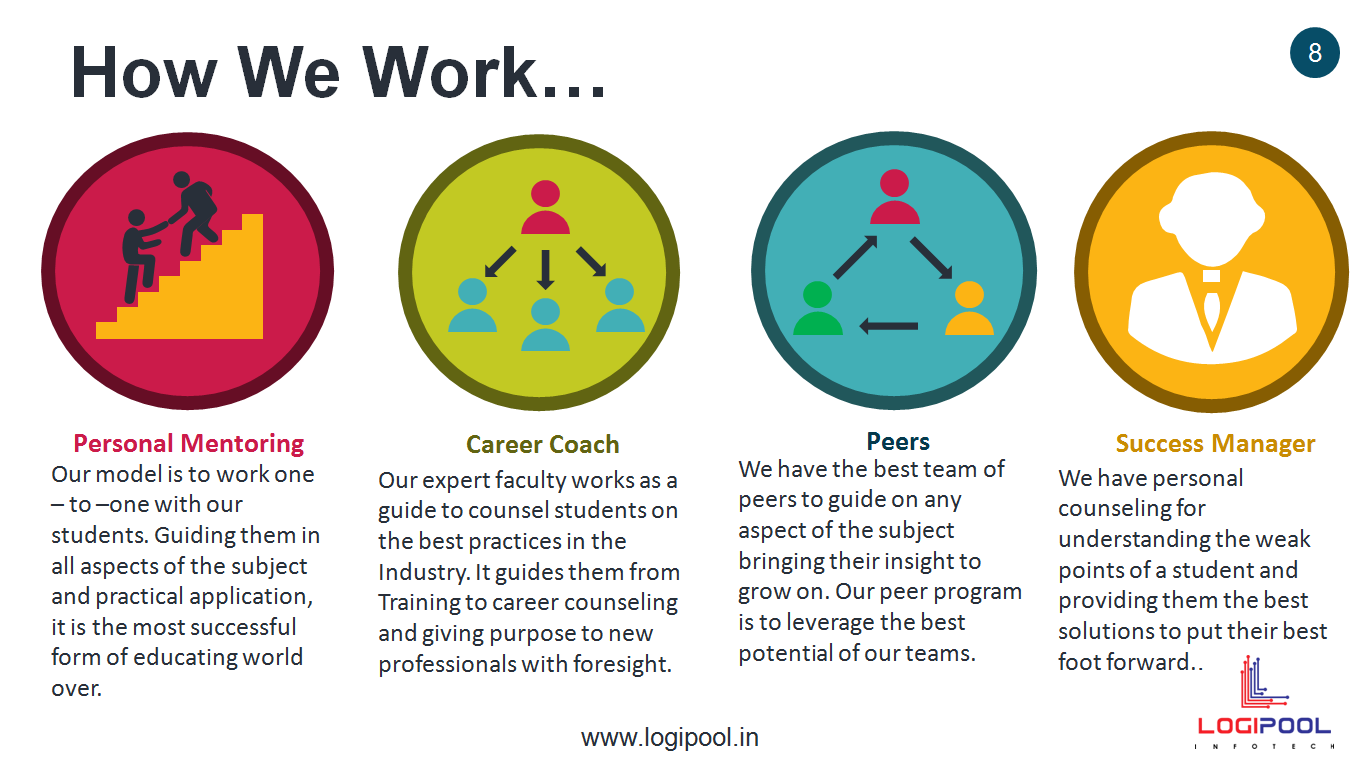 How We Work…
8
Personal Mentoring
Our model is to work one
– to –one with our
students. Guiding them in
all aspects of the subject
and practical application,
it is the most successful
form of educating world
over.
Career Coach
Our expert faculty works as a
guide to counsel students on
the best practices in the
Industry. It guides them from
Training to career counseling
and giving purpose to new
professionals with foresight.
Peers
We have the best team of
peers to guide on any
aspect of the subject
bringing their insight to
grow on. Our peer program
is to leverage the best
potential of our teams.
Success Manager
We have personal
counseling for
understanding the weak
points of a student and
providing them the best
solutions to put their best
foot forward..
LOGIPOOL
INFOTECH
www.logipool.in